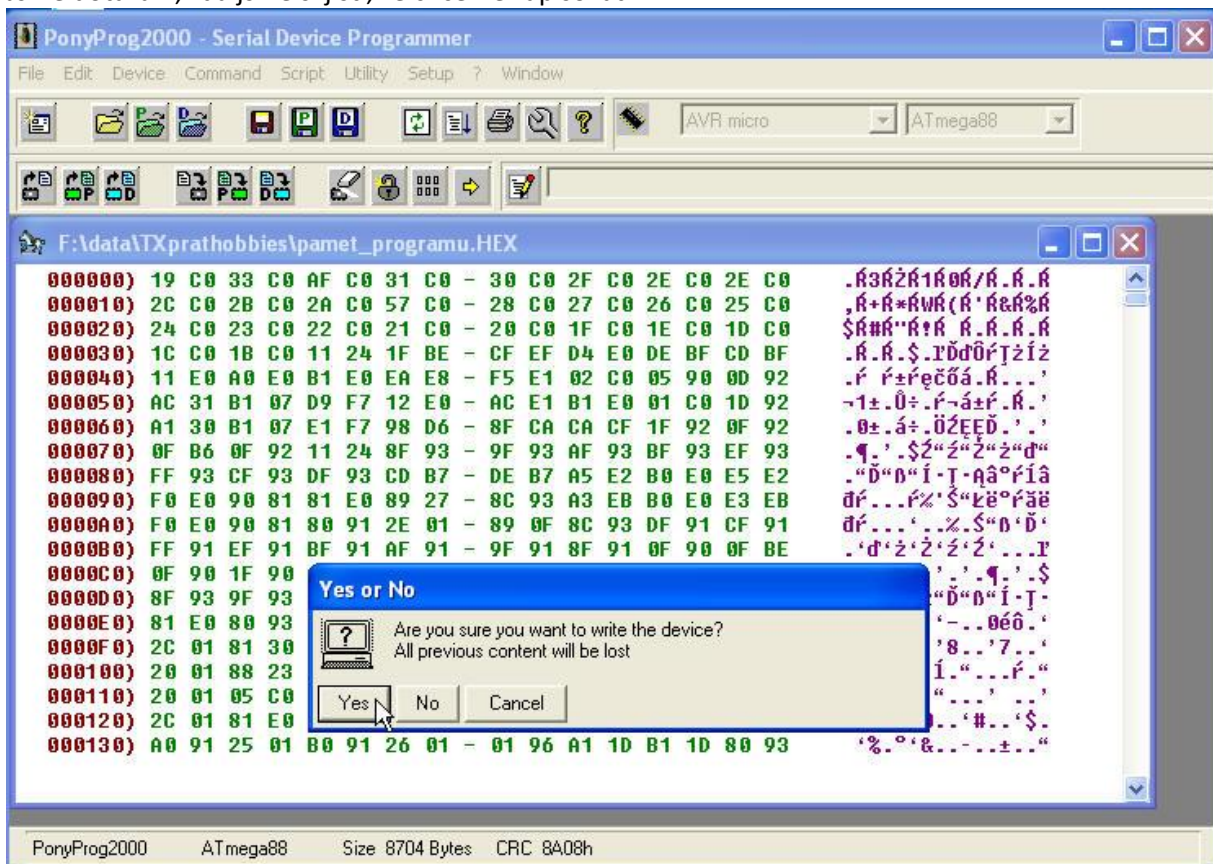 PonyProg2000 - Serial Device Programmer
File Edit Device Command Script Utility Setup ? Window
AVR micro ATmega88
F:\data\TXprathobbies\pamet_programu.HEX
000000) 19 C0 33 C0 AF C0 31 C0 - 30 C0 2F C0 2E C0 2E C0
000010) 2C C0 2B C0 2A C0 57 C0 - 28 C0 27 C0 26 C0 25 C0
000020) 24 C0 23 C0 22 C0 21 C0 - 20 C0 1F C0 1E C0 1D C0
000030) 1C C0 1B C0 11 24 1F BE - CF EF D4 E0 DE BF CD BF
000040) 11 E0 A0 E0 B1 E0 EA E8 - F5 E1 02 C0 05 90 0D 92
000050) AC 31 B1 07 D9 F7 12 E0 - AC E1 B1 E0 01 C0 1D 92
000060) A1 30 B1 07 E1 F7 98 D6 - 8F CA CA CF 1F 92 0F 92
000070) 0F B6 0F 92 11 24 8F 93 - 9F 93 AF 93 BF 93 EF 93
000080) FF 93 CF 93 DF 93 CD B7 - DE B7 A5 E2 B0 E0 E5 E2
000090) F0 E0 90 81 81 E0 89 27 - 8C 93 A3 EB B0 E0 E3 EB
0000A0) F0 E0 90 81 80 91 2E 01 - 89 0F 8C 93 DF 91 CF 91
0000B0) FF 91 EF 91 BF 91 AF 91 - 9F 91 8F 91 0F 90 0F BE
0000C0) 0F 90 1F 90
0000D0) 8F 93 9F 93
0000E0) 81 E0 80 93
0000F0) 2C 01 81 30
000100) 20 01 88 23
000110) 20 01 05 C0
000120) 2C 01 81 E0
000130) A0 91 25 01 B0 91 26 01 - 01 96 A1 1D B1 1D 80 93
Yes or No
Are you sure you want to write the device?
All previous content will be lost
Yes No Cancel
PonyProg2000 ATmega88 Size 8704 Bytes CRC 8A08h